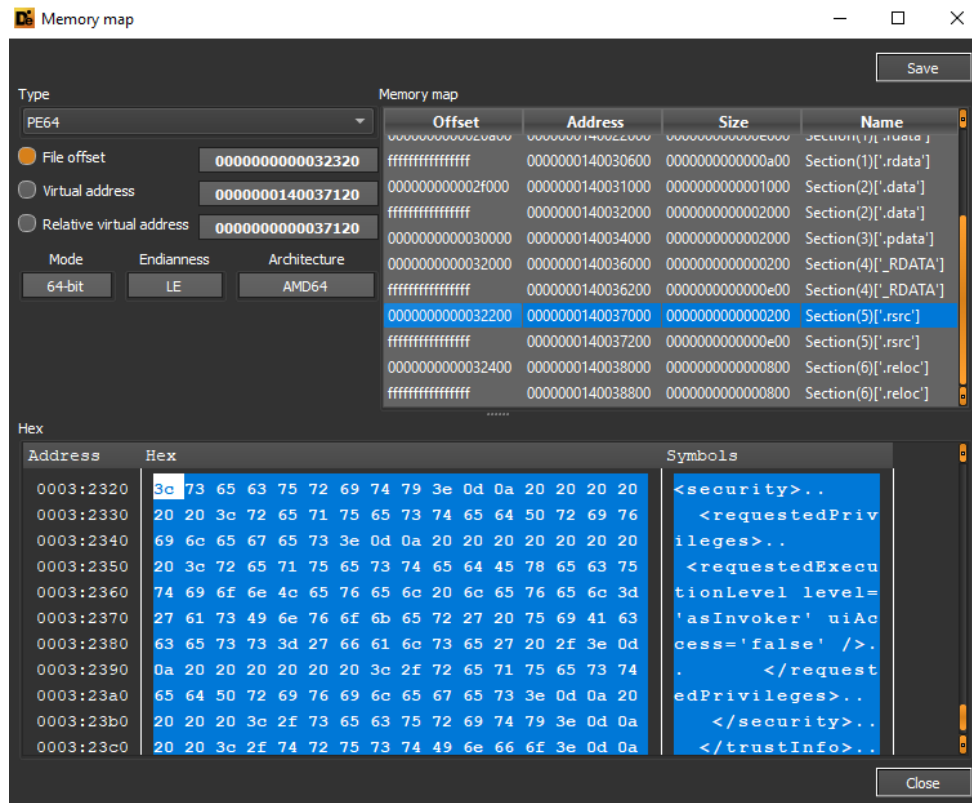 Memory map
Save
Type
Memory map
PE64
Offset Address Size Name
File offset 0000000000032320
Virtual address 0000000140037120
Relative virtual address 0000000000037120
Mode Endianness Architecture
64-bit LE AMD64
ffffffffffffffff 0000000140030600 0000000000000a00 Section(1)['.rdata']
000000000002f000 0000000140031000 0000000000001000 Section(2)['.data']
ffffffffffffffff 0000000140032000 0000000000002000 Section(2)['.data']
0000000000030000 0000000140034000 0000000000002000 Section(3)['.pdata']
0000000000032000 0000000140036000 0000000000000200 Section(4)['_RDATA']
ffffffffffffffff 0000000140036200 0000000000000e00 Section(4)['_RDATA']
0000000000032200 0000000140037000 0000000000000200 Section(5)['.rsrc']
ffffffffffffffff 0000000140037200 0000000000000e00 Section(5)['.rsrc']
0000000000032400 0000000140038000 0000000000000800 Section(6)['.reloc']
ffffffffffffffff 0000000140038800 0000000000000800 Section(6)['.reloc']
Hex
Address Hex Symbols
0003:2320 3c 73 65 63 75 72 69 74 79 3e 0d 0a 20 20 20 20 <security>..
0003:2330 20 20 3c 72 65 71 75 65 73 74 65 64 50 72 69 76 <requestedPriv
0003:2340 69 6c 65 67 65 73 3e 0d 0a 20 20 20 20 20 20 20 ileges>..
0003:2350 20 3c 72 65 71 75 65 73 74 65 64 45 78 65 63 75 <requestedExecu
0003:2360 74 69 6f 6e 4c 65 76 65 6c 20 6c 65 76 65 6c 3d tionLevel level=
0003:2370 27 61 73 49 6e 76 6f 6b 65 72 27 20 75 69 41 63 'asInvoker' uiAc
0003:2380 63 65 73 73 3d 27 66 61 6c 73 65 27 20 2f 3e 0d cess='false' />.
0003:2390 0a 20 20 20 20 20 20 3c 2f 72 65 71 75 65 73 74 . </request
0003:23a0 65 64 50 72 69 76 69 6c 65 67 65 73 3e 0d 0a 20 edPrivileges>..
0003:23b0 20 20 20 3c 2f 73 65 63 75 72 69 74 79 3e 0d 0a </security>..
0003:23c0 20 20 3c 2f 74 72 75 73 74 49 6e 66 6f 3e 0d 0a </trustInfo>..
Close